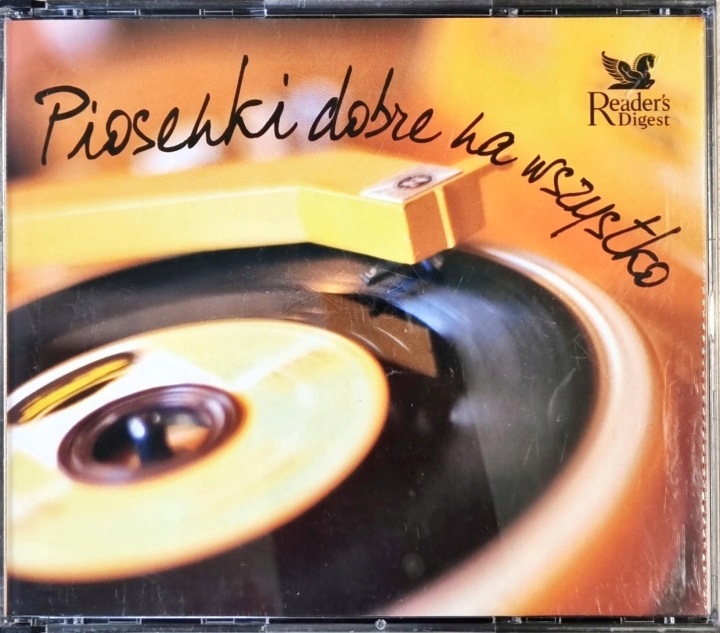 Piosenki dobre na wszystko
Reader's
Digest